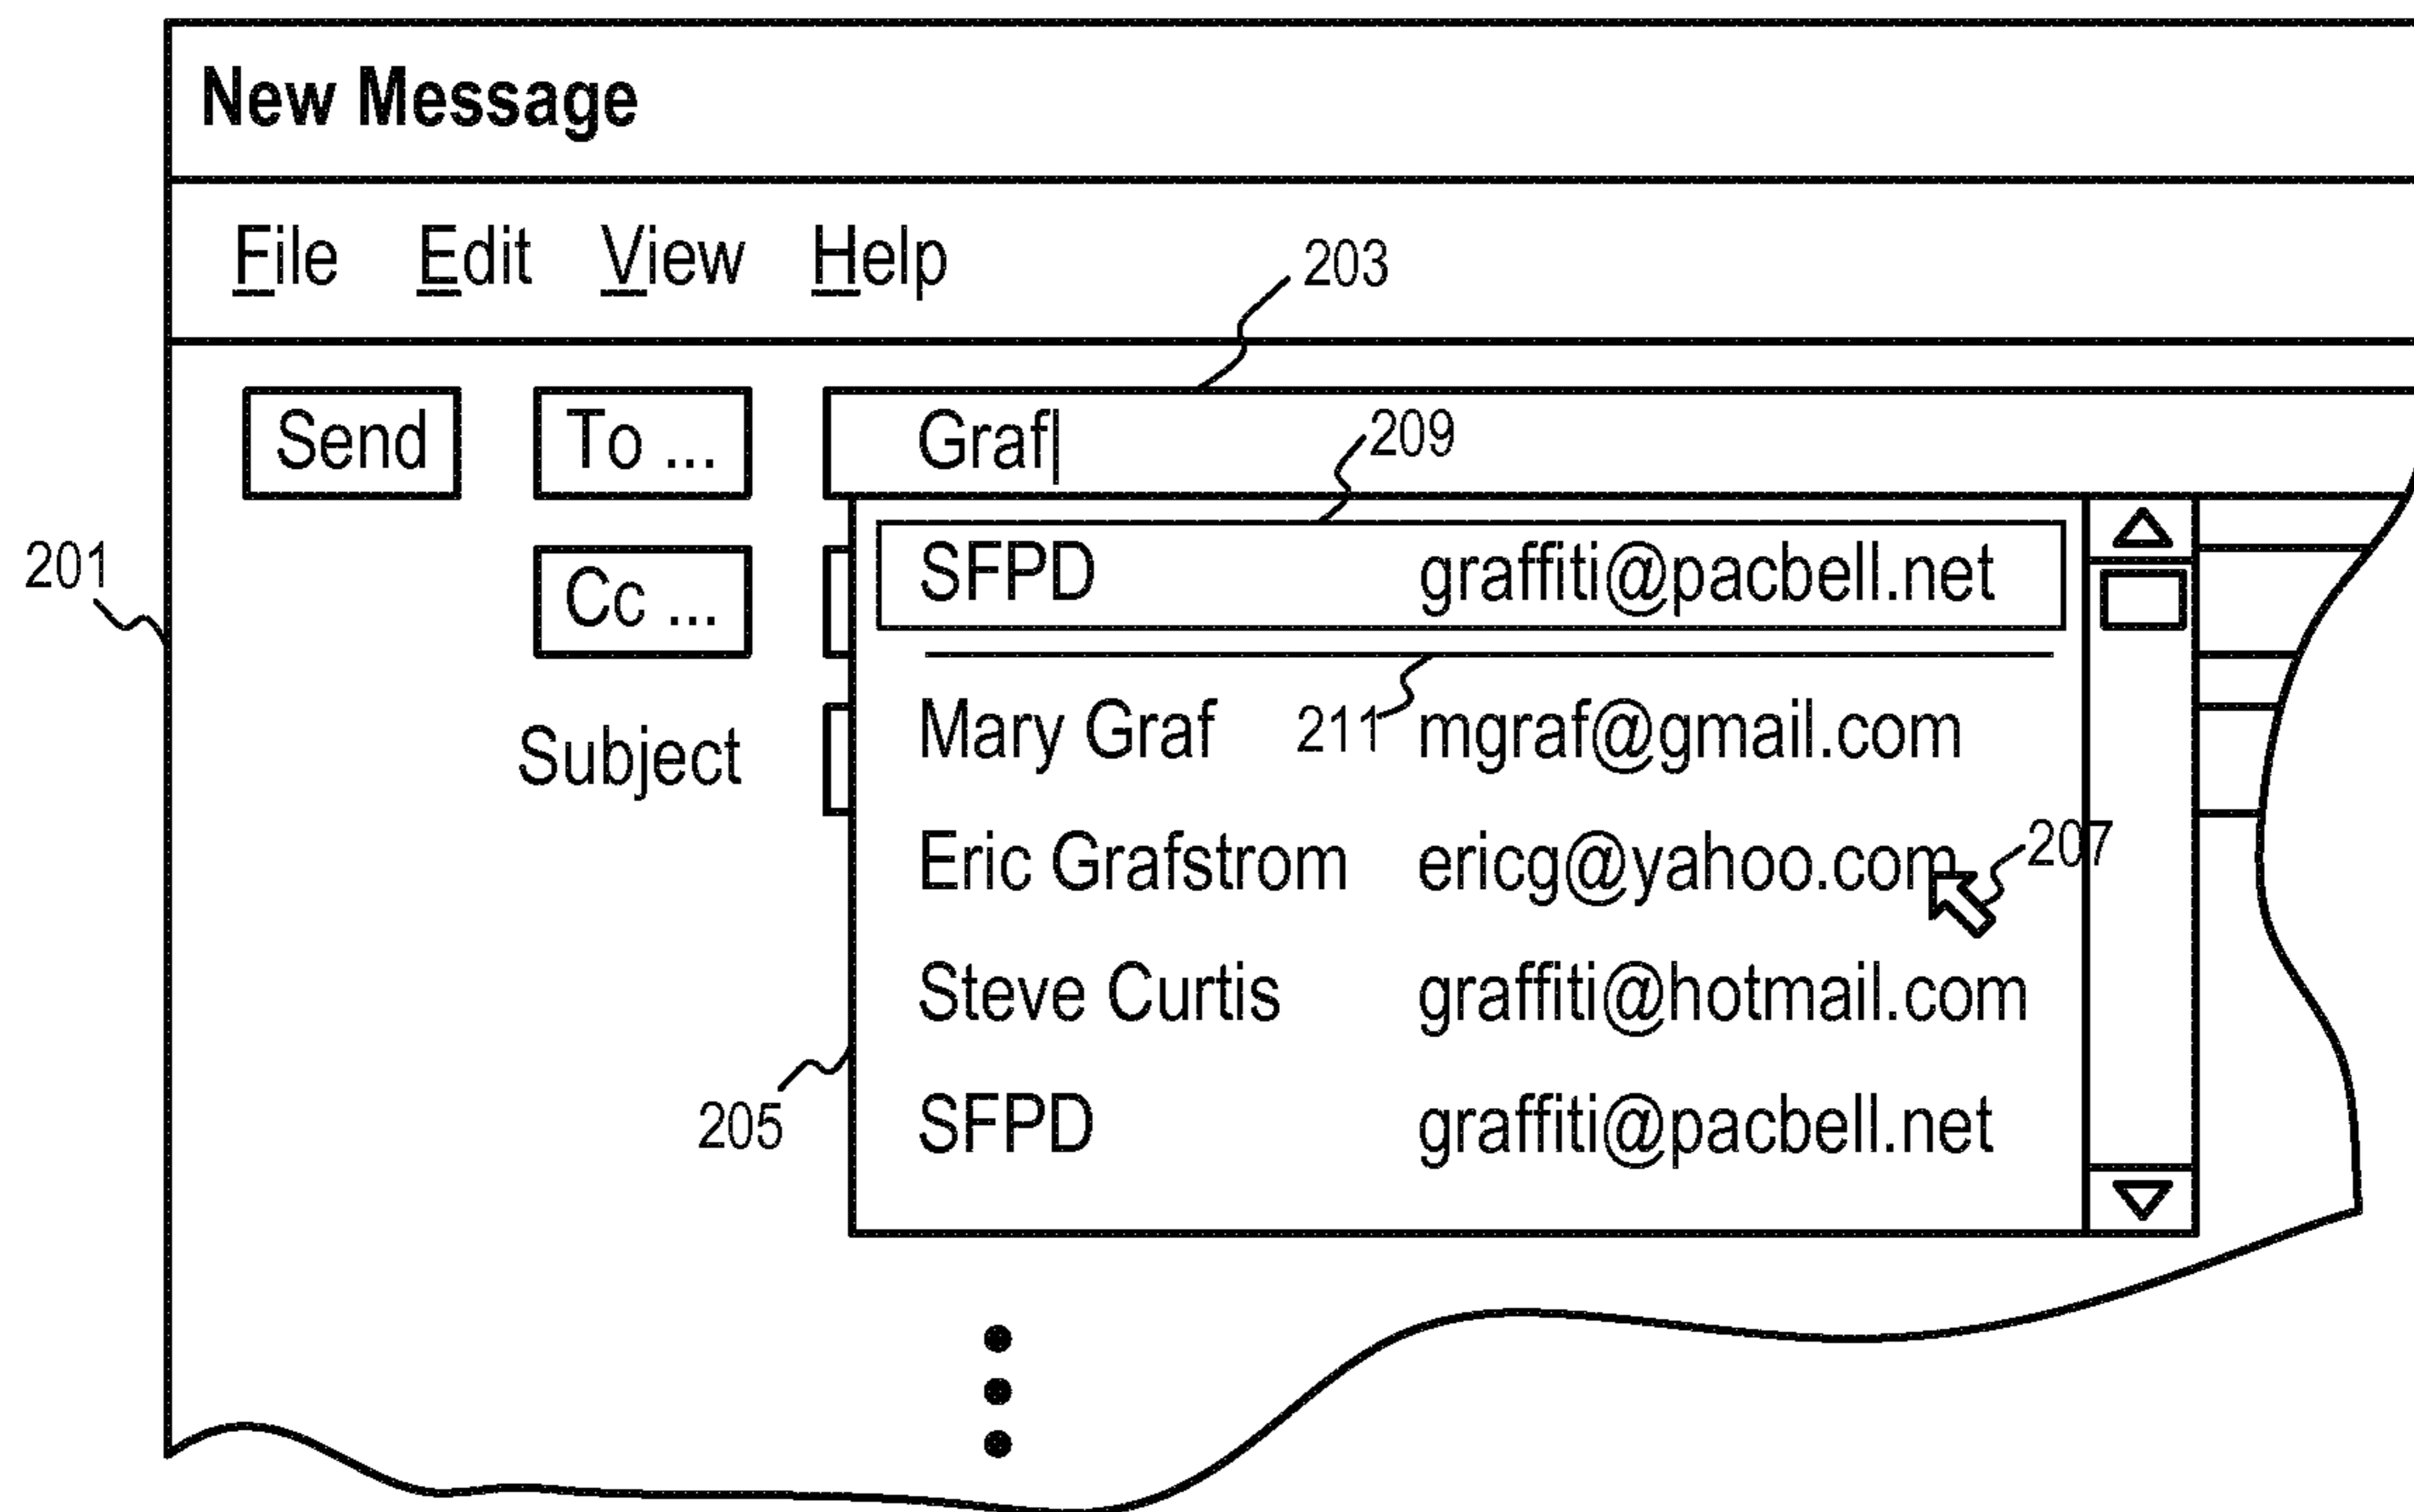 New Message
File Edit View Help
203
Send To ... Graf
209
201
Cc ... SFPD graffiti@pacbell.net
Subject Mary Graf 211 mgraf@gmail.com
Eric Grafstrom ericg@yahoo.com 207
Steve Curtis graffiti@hotmail.com
205 SFPD graffiti@pacbell.net